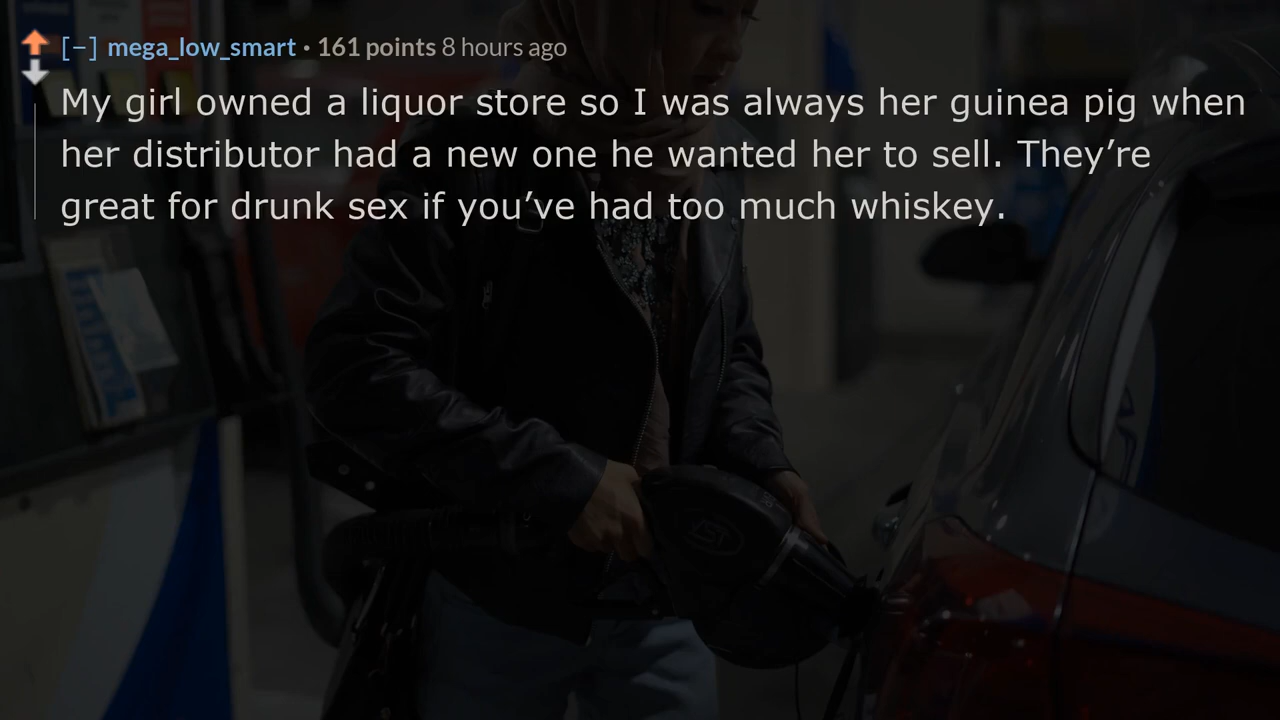 [–] mega_low_smart · 161 points 8 hours ago
My girl owned a liquor store so I was always her guinea pig when
her distributor had a new one he wanted her to sell. They’re
great for drunk sex if you’ve had too much whiskey.